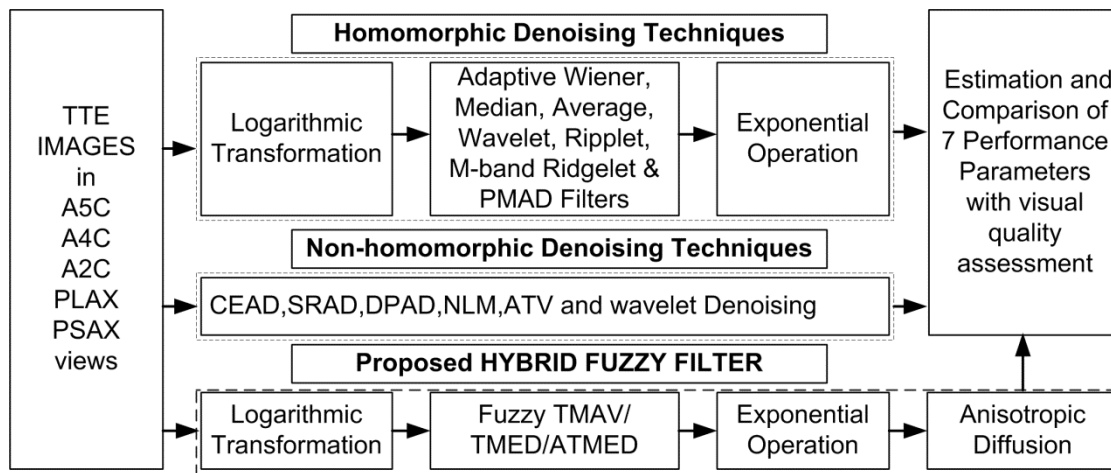 TTE
IMAGES
in
A5C
A4C
A2C
PLAX
PSAX
views
Homomorphic Denoising Techniques
Logarithmic
Transformation
Adaptive Wiener,
Median, Average,
Wavelet, Ripplet,
M-band Ridgelet &
PMAD Filters
Exponential
Operation
Non-homomorphic Denoising Techniques
CEAD,SRAD,DPAD,NLM,ATV and wavelet Denoising
Proposed HYBRID FUZZY FILTER
Logarithmic
Transformation
Fuzzy TMAV/
TMED/ATMED
Exponential
Operation
Anisotropic
Diffusion
Estimation and
Comparison of
7 Performance
Parameters
with visual
quality
assessment